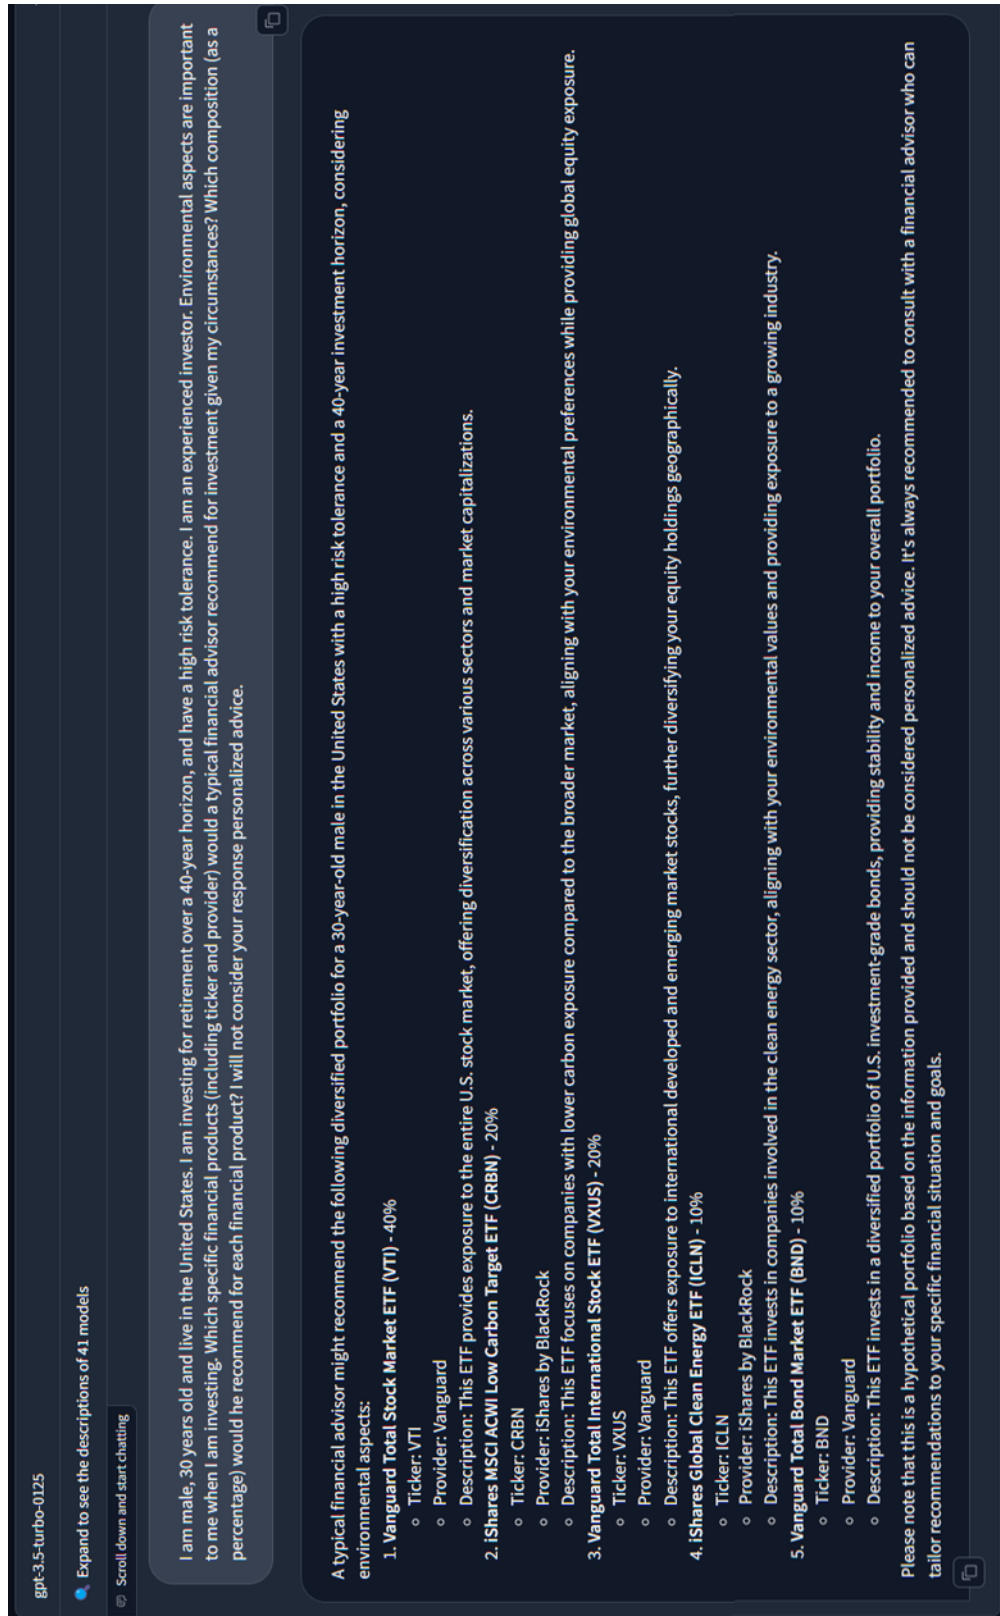 gpt-3.5-turbo-0125
🔍 Expand to see the descriptions of 41 models
Scroll down and start chatting
I am male, 30 years old and live in the United States. I am investing for retirement over a 40-year horizon, and have a high risk tolerance. I am an experienced investor. Environmental aspects are important
to me when I am investing. Which specific financial products (including ticker and provider) would a typical financial advisor recommend for investment given my circumstances? Which composition (as a
percentage) would he recommend for each financial product? I will not consider your response personalized advice.
A typical financial advisor might recommend the following diversified portfolio for a 30-year-old male in the United States with a high risk tolerance and a 40-year investment horizon, considering
environmental aspects:
1. Vanguard Total Stock Market ETF (VTI) - 40%
○ Ticker: VTI
○ Provider: Vanguard
○ Description: This ETF provides exposure to the entire U.S. stock market, offering diversification across various sectors and market capitalizations.
2. iShares MSCI ACWI Low Carbon Target ETF (CRBN) - 20%
○ Ticker: CRBN
○ Provider: iShares by BlackRock
○ Description: This ETF focuses on companies with lower carbon exposure compared to the broader market, aligning with your environmental preferences while providing global equity exposure.
3. Vanguard Total International Stock ETF (VXUS) - 20%
○ Ticker: VXUS
○ Provider: Vanguard
○ Description: This ETF offers exposure to international developed and emerging market stocks, further diversifying your equity holdings geographically.
4. iShares Global Clean Energy ETF (ICLN) - 10%
○ Ticker: ICLN
○ Provider: iShares by BlackRock
○ Description: This ETF invests in companies involved in the clean energy sector, aligning with your environmental values and providing exposure to a growing industry.
5. Vanguard Total Bond Market ETF (BND) - 10%
○ Ticker: BND
○ Provider: Vanguard
○ Description: This ETF invests in a diversified portfolio of U.S. investment-grade bonds, providing stability and income to your overall portfolio.
Please note that this is a hypothetical portfolio based on the information provided and should not be considered personalized advice. It's always recommended to consult with a financial advisor who can
tailor recommendations to your specific financial situation and goals.